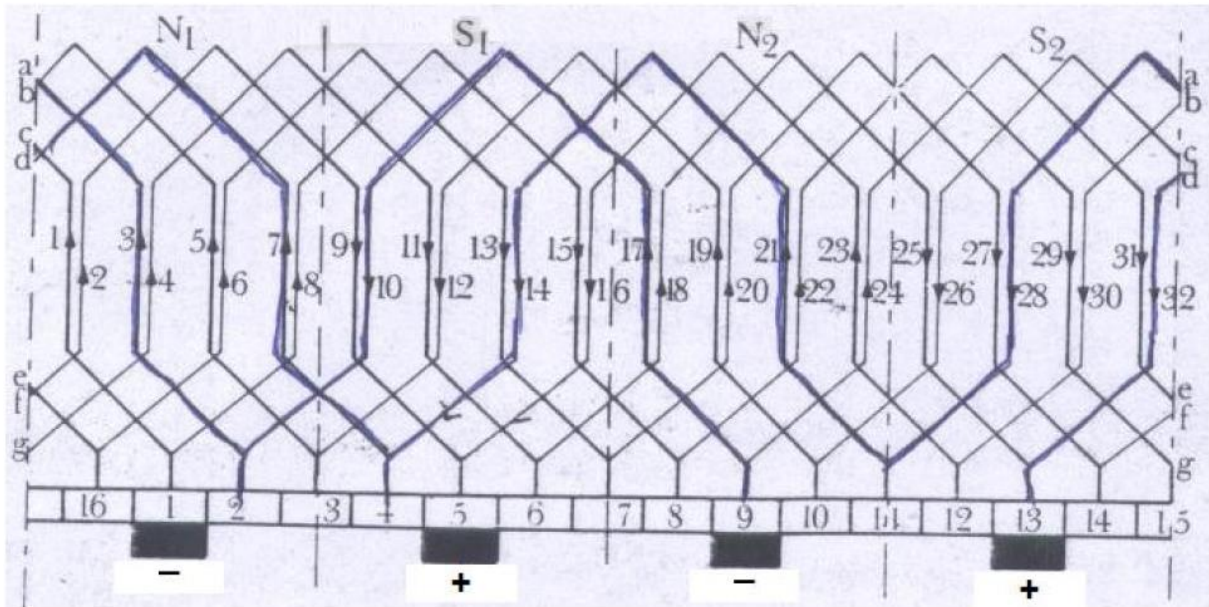 N1 S1 N2 S2
a a
b b
c c
d d
1 3 5 7 9 11 13 15 17 19 21 23 25 27 29 31
2 4 6 8 10 12 14 16 18 20 22 24 26 28 30 32
e e
f
g g
16 1 2 3 4 5 6 7 8 9 10 11 12 13 14 15
− + − +